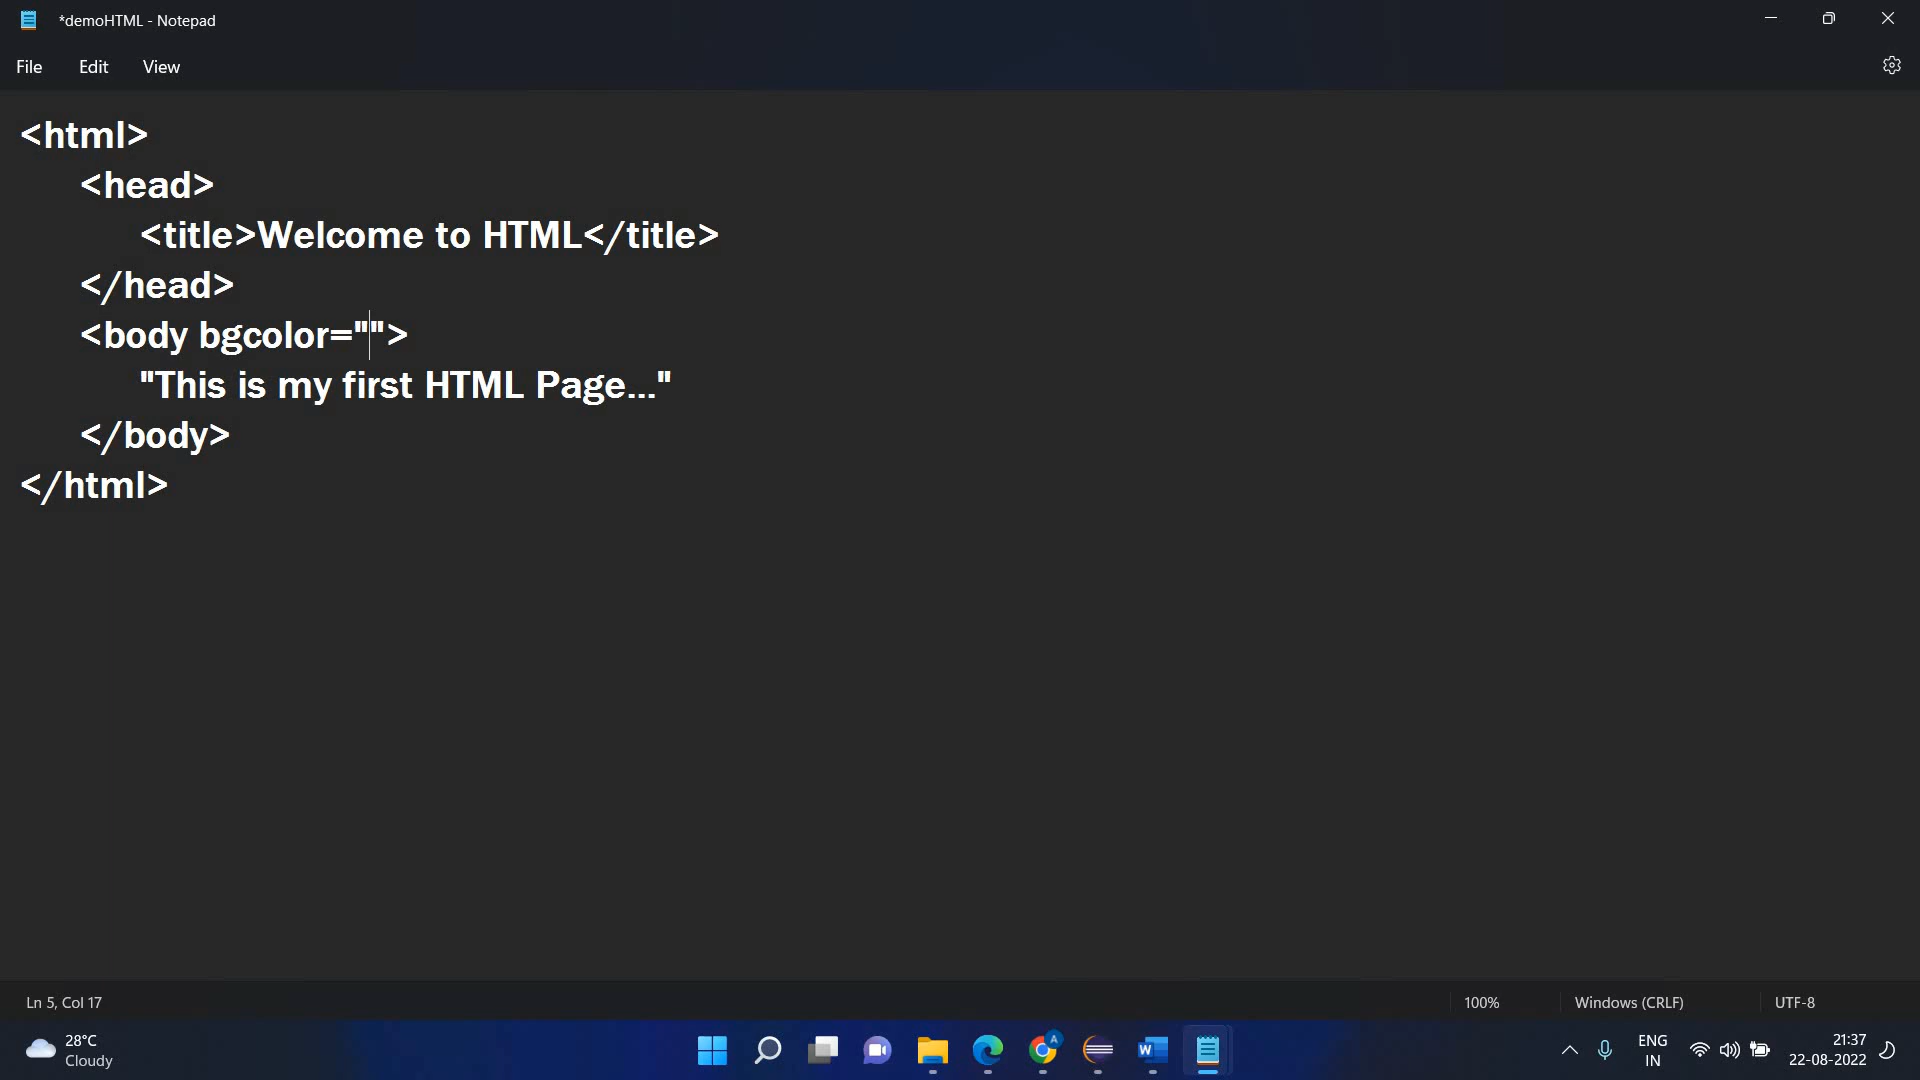 *demoHTML - Notepad
File Edit View
<html>
<head>
<title>Welcome to HTML</title>
</head>
<body bgcolor="">
"This is my first HTML Page..."
</body>
</html>
Ln 5, Col 17 100% Windows (CRLF) UTF-8
28°C
Cloudy
A
W
ENG
IN
21:37
22-08-2022